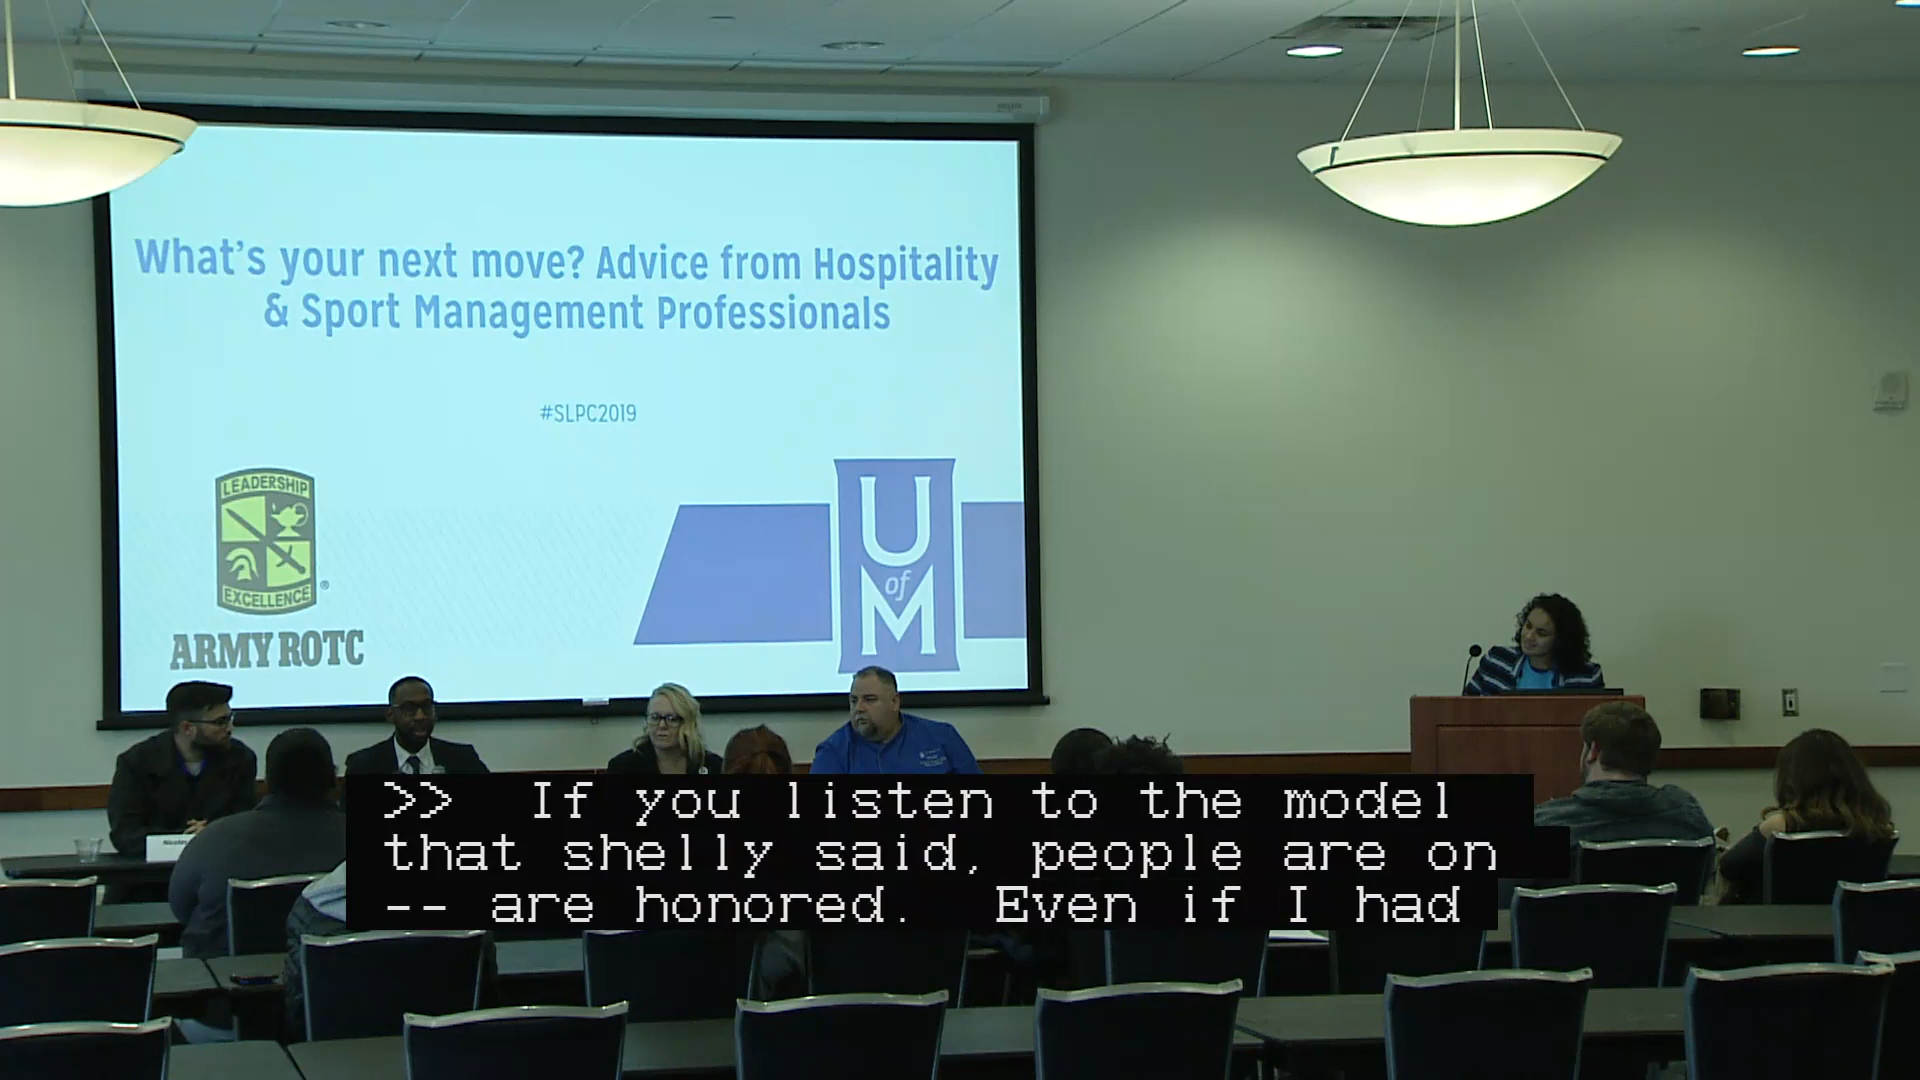 What's your next move? Advice from Hospitality
& Sport Management Professionals
#SLPC2019
LEADERSHIP
EXCELLENCE
®
ARMY ROTC
U
of
M
>> If you listen to the model
that shelly said, people are on
-- are honored. Even if I had